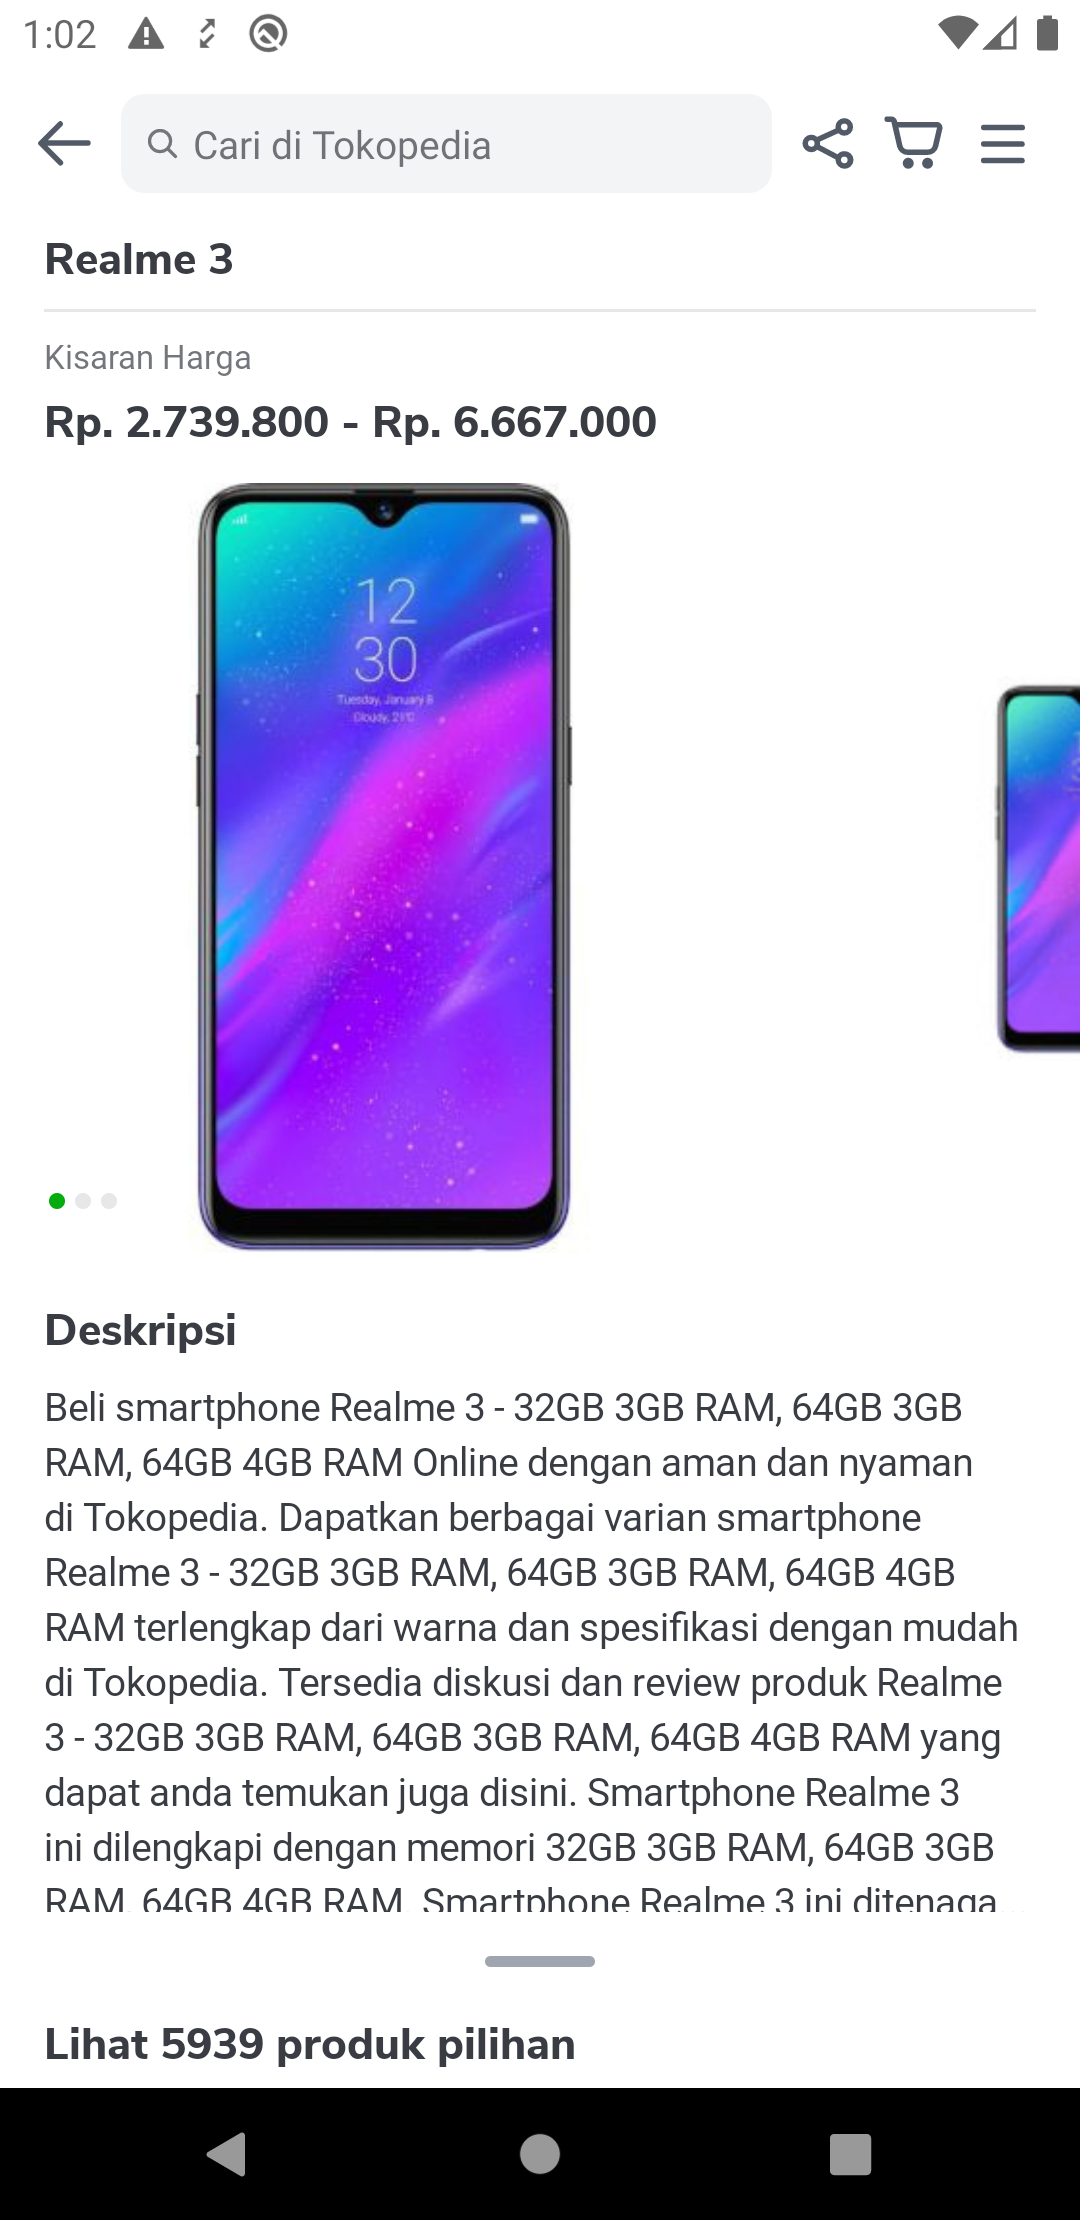 1:02
Cari di Tokopedia
Realme 3
Kisaran Harga
Rp. 2.739.800 - Rp. 6.667.000
12
30
Tuesday, January 8
Cloudy, 21°C
Deskripsi
Beli smartphone Realme 3 - 32GB 3GB RAM, 64GB 3GB
RAM, 64GB 4GB RAM Online dengan aman dan nyaman
di Tokopedia. Dapatkan berbagai varian smartphone
Realme 3 - 32GB 3GB RAM, 64GB 3GB RAM, 64GB 4GB
RAM terlengkap dari warna dan spesifikasi dengan mudah
di Tokopedia. Tersedia diskusi dan review produk Realme
3 - 32GB 3GB RAM, 64GB 3GB RAM, 64GB 4GB RAM yang
dapat anda temukan juga disini. Smartphone Realme 3
ini dilengkapi dengan memori 32GB 3GB RAM, 64GB 3GB
RAM, 64GB 4GB RAM. Smartphone Realme 3 ini ditenaga...
Lihat 5939 produk pilihan